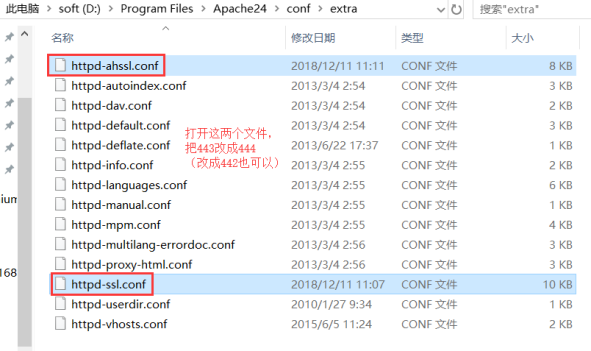 此电脑 › soft (D:) › Program Files › Apache24 › conf › extra
搜索"extra"
名称 修改日期 类型 大小
httpd-ahssl.conf 2018/12/11 11:11 CONF 文件 8 KB
httpd-autoindex.conf 2013/3/4 2:54 CONF 文件 3 KB
httpd-dav.conf 2013/3/4 2:54 CONF 文件 2 KB
httpd-default.conf 2013/3/4 2:54 CONF 文件 3 KB
httpd-deflate.conf 2013/6/22 17:37 CONF 文件 1 KB
httpd-info.conf 2013/3/4 2:55 CONF 文件 2 KB
httpd-languages.conf 2013/3/4 2:55 CONF 文件 6 KB
httpd-manual.conf 2013/3/4 2:55 CONF 文件 1 KB
httpd-mpm.conf 2013/3/4 2:55 CONF 文件 4 KB
httpd-multilang-errordoc.conf 2013/3/4 2:56 CONF 文件 3 KB
httpd-proxy-html.conf 2013/3/4 2:56 CONF 文件 3 KB
httpd-ssl.conf 2018/12/11 11:07 CONF 文件 10 KB
httpd-userdir.conf 2010/1/27 9:34 CONF 文件 1 KB
httpd-vhosts.conf 2015/6/5 11:24 CONF 文件 2 KB
打开这两个文件,
把443改成444
（改成442也可以）
ium
168